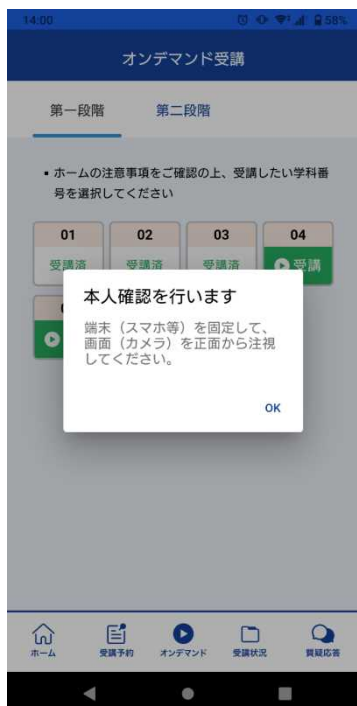 14:00
58%
オンデマンド受講
第一段階 第二段階
▪ ホームの注意事項をご確認の上、受講したい学科番
号を選択してください
01 02 03 04
受講済 受講済 受講済 受講
本人確認を行います
端末（スマホ等）を固定して、
画面（カメラ）を正面から注視
してください。
OK
ホーム 受講予約 オンデマンド 受講状況 質疑応答